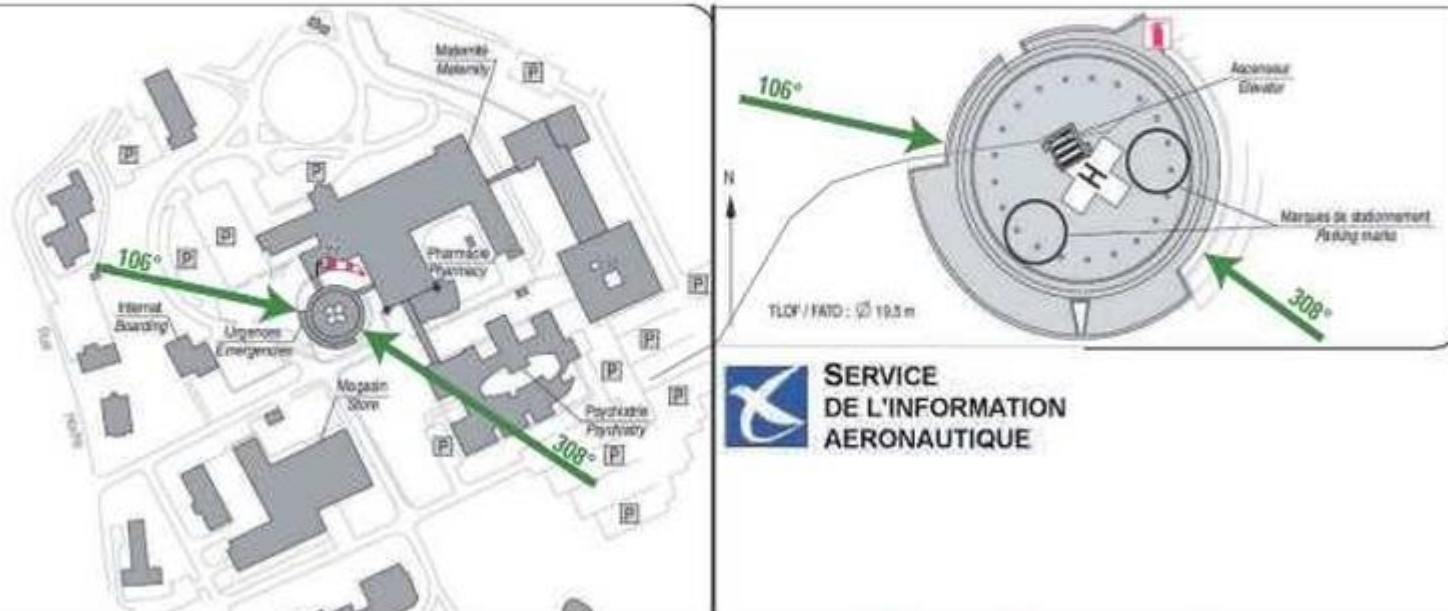 Maternité
Maternity
P
P
P
P
P
P
106°
Internat
Boarding
Urgences
Emergencies
Pharmacie
Pharmacy
Magasin
Store
Psychiatrie
Psychiatry
308°
P
P
P
P
P
P
P
106°
Ascenseur
Elevator
H
N
Marques de stationnement
Parking marks
308°
TLOF / FATO : Ø 19.5 m
SERVICE
DE L'INFORMATION
AERONAUTIQUE